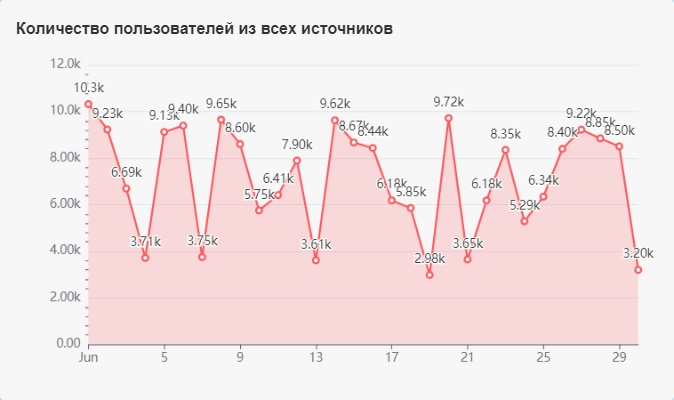 Количество пользователей из всех источников
12.0k
10.0k
8.00k
6.00k
4.00k
2.00k
0.00
10.3k
9.23k
6.69k
3.71k
9.13k
9.40k
3.75k
9.65k
8.60k
5.75k
6.41k
7.90k
3.61k
9.62k
8.67k
8.44k
6.18k
5.85k
2.98k
9.72k
3.65k
6.18k
8.35k
5.29k
6.34k
8.40k
9.22k
8.85k
8.50k
3.20k
Jun 5 9 13 17 21 25 29